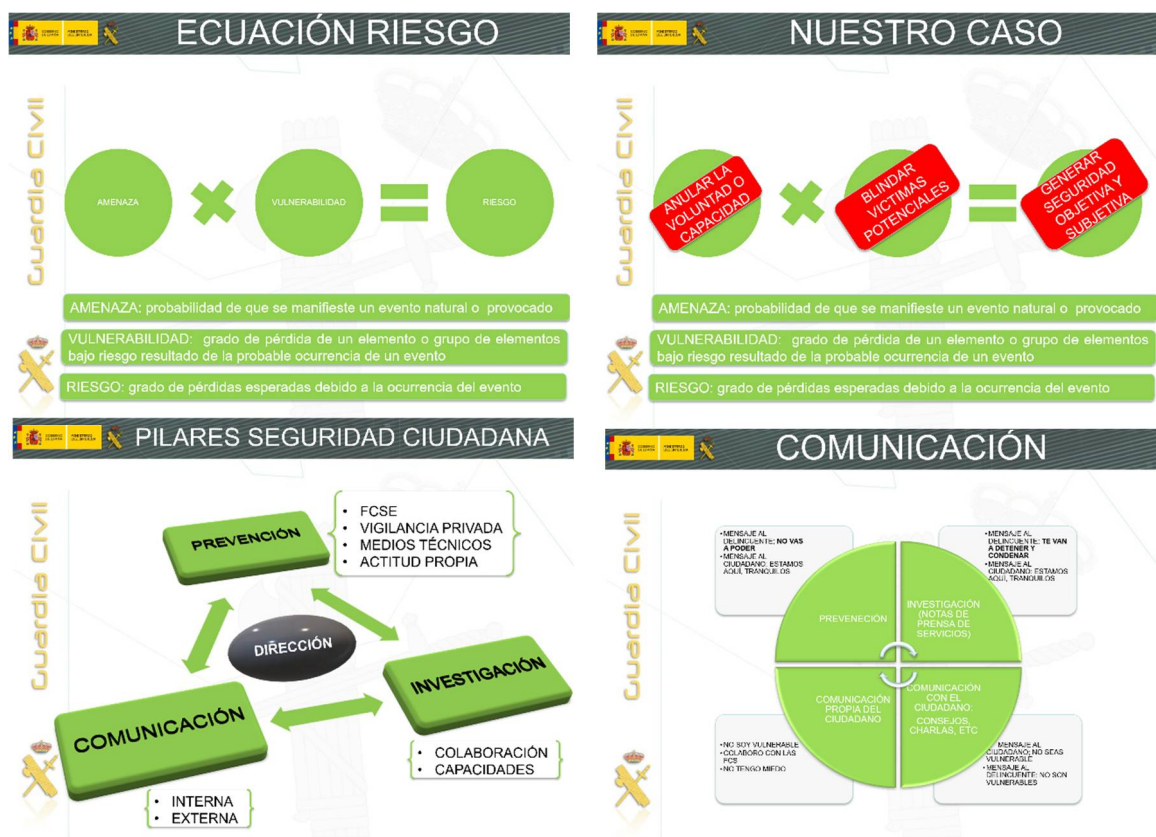 ECUACIÓN RIESGO
Guardia Civil
AMENAZA
VULNERABILIDAD
RIESGO
AMENAZA: probabilidad de que se manifieste un evento natural o provocado
VULNERABILIDAD: grado de pérdida de un elemento o grupo de elementos
bajo riesgo resultado de la probable ocurrencia de un evento
RIESGO: grado de pérdidas esperadas debido a la ocurrencia del evento
NUESTRO CASO
Guardia Civil
ANULAR LA
VOLUNTAD O
CAPACIDAD
BLINDAR
VICTIMAS
POTENCIALES
GENERAR
SEGURIDAD
OBJETIVA Y
SUBJETIVA
AMENAZA: probabilidad de que se manifieste un evento natural o provocado
VULNERABILIDAD: grado de pérdida de un elemento o grupo de elementos
bajo riesgo resultado de la probable ocurrencia de un evento
RIESGO: grado de pérdidas esperadas debido a la ocurrencia del evento
PILARES SEGURIDAD CIUDADANA
Guardia Civil
PREVENCIÓN
• FCSE
• VIGILANCIA PRIVADA
• MEDIOS TÉCNICOS
• ACTITUD PROPIA
DIRECCIÓN
INVESTIGACIÓN
COMUNICACIÓN
• COLABORACIÓN
• CAPACIDADES
• INTERNA
• EXTERNA
COMUNICACIÓN
Guardia Civil
• MENSAJE AL
DELINCUENTE: NO VAS
A PODER
• MENSAJE AL
CIUDADANO: ESTAMOS
AQUÍ, TRANQUILOS
• MENSAJE AL
DELINCUENTE: TE VAN
A DETENER Y
CONDENAR
• MENSAJE AL
CIUDADANO: ESTAMOS
AQUÍ, TRANQUILOS
PREVENECIÓN
INVESTIGACIÓN
(NOTAS DE
PRENSA DE
SERVICIOS)
COMUNICACIÓN
PROPIA DEL
CIUDADANO
COMUNICACIÓN
CON EL
CIUDADANO:
CONSEJOS,
CHARLAS, ETC
• NO SOY VULNERABLE
• COLABORO CON LAS
FCS
• NO TENGO MIEDO
MENSAJE AL
CIUDADANO; NO SEAS
VULNERABLE
• MENSAJE AL
DELINCUENTE: NO SON
VULNERABLES